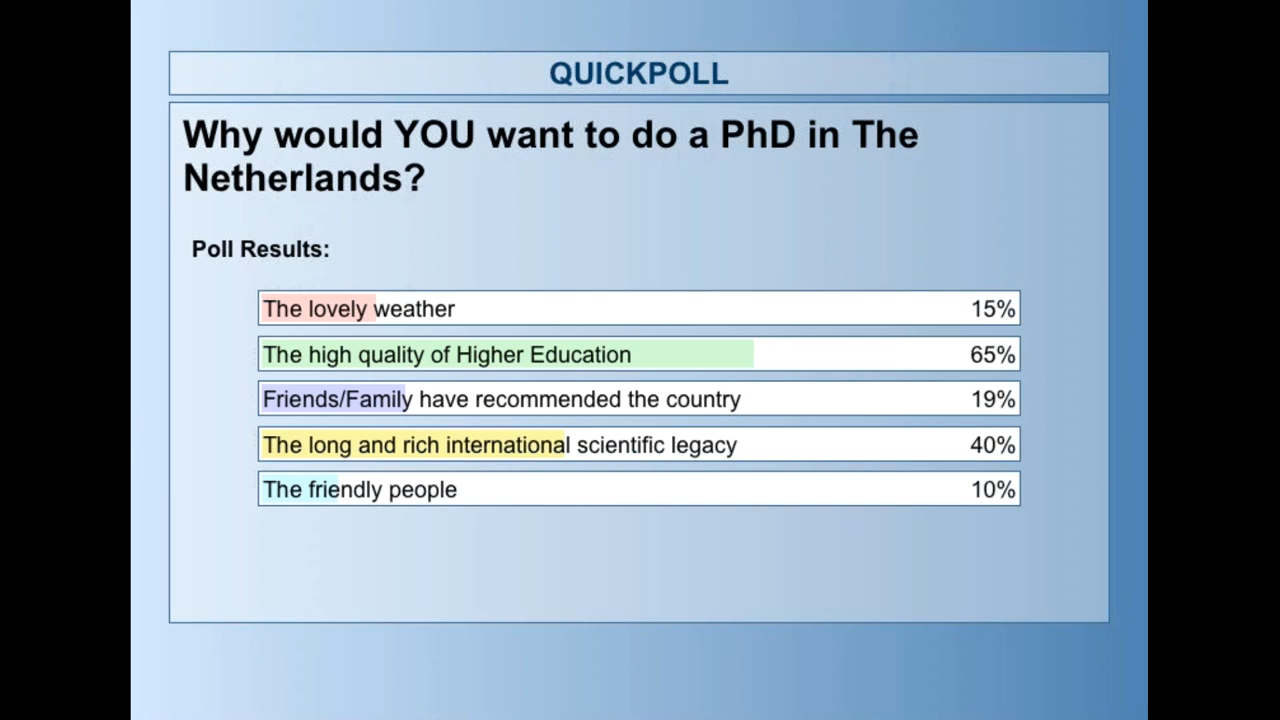 QUICKPOLL
Why would YOU want to do a PhD in The
Netherlands?
Poll Results:
The lovely weather 15%
The high quality of Higher Education 65%
Friends/Family have recommended the country 19%
The long and rich international scientific legacy 40%
The friendly people 10%